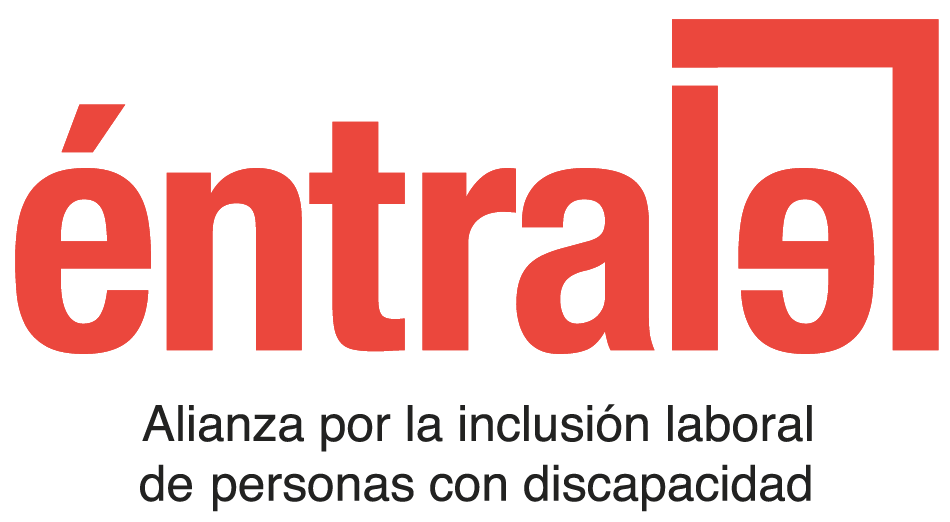 éntrale
Alianza por la inclusión laboral
de personas con discapacidad